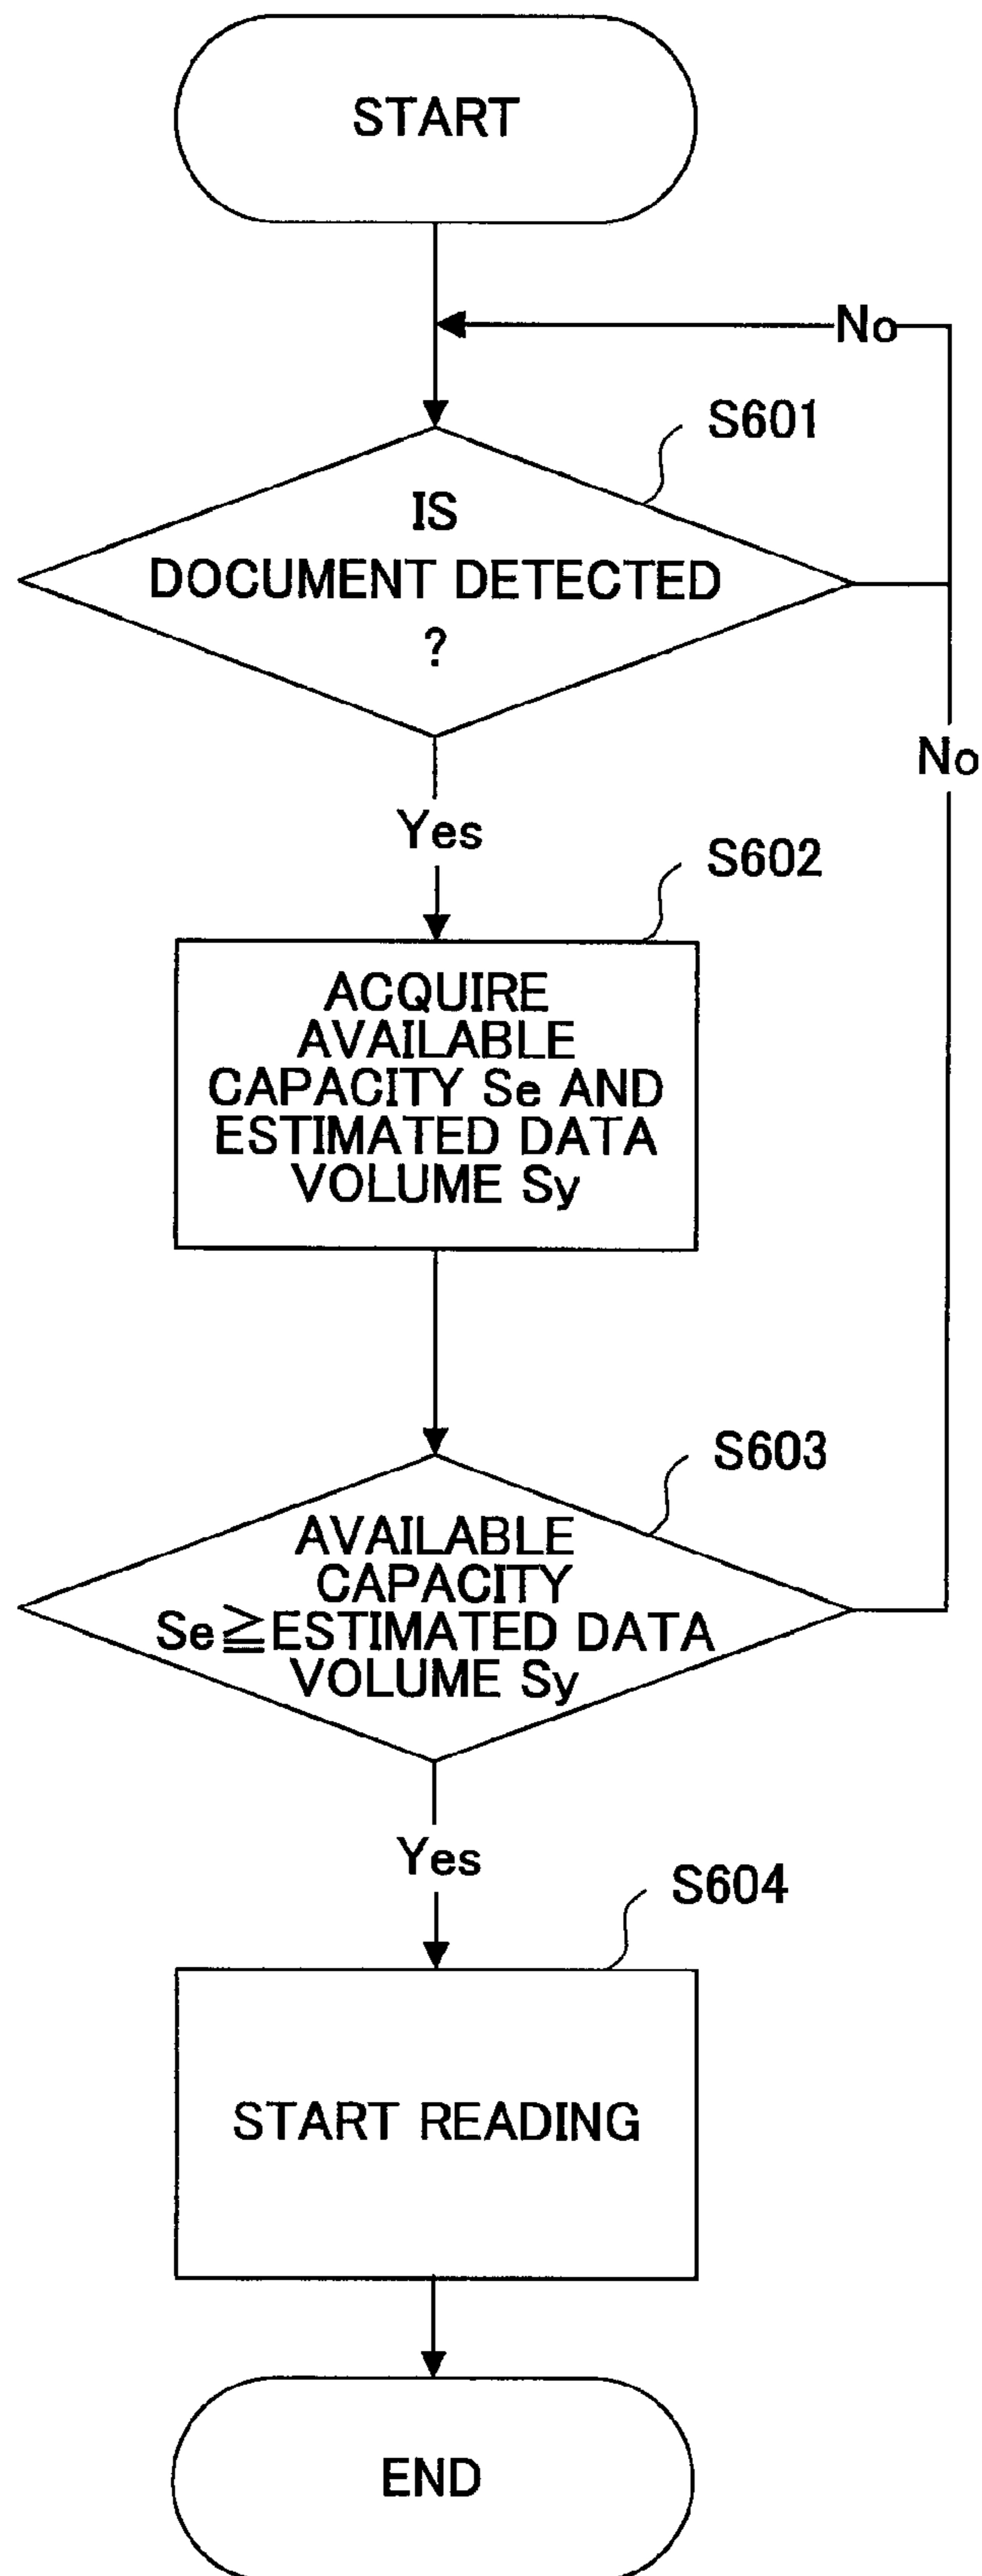 START
No
S601
IS
DOCUMENT DETECTED
?
No
Yes
S602
ACQUIRE
AVAILABLE
CAPACITY Se AND
ESTIMATED DATA
VOLUME Sy
S603
AVAILABLE
CAPACITY
Se≧ESTIMATED DATA
VOLUME Sy
Yes
S604
START READING
END